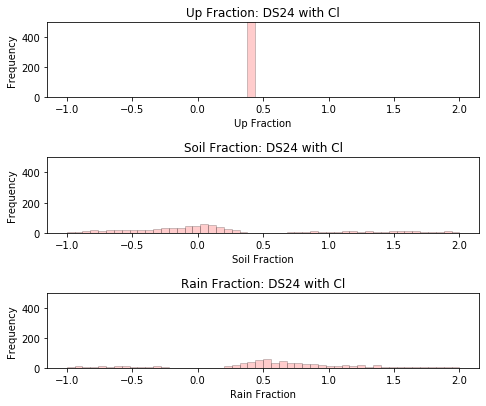 Up Fraction: DS24 with Cl
Frequency
400
200
0
−1.0 −0.5 0.0 0.5 1.0 1.5 2.0
Up Fraction
Soil Fraction: DS24 with Cl
Frequency
400
200
0
−1.0 −0.5 0.0 0.5 1.0 1.5 2.0
Soil Fraction
Rain Fraction: DS24 with Cl
Frequency
400
200
0
−1.0 −0.5 0.0 0.5 1.0 1.5 2.0
Rain Fraction